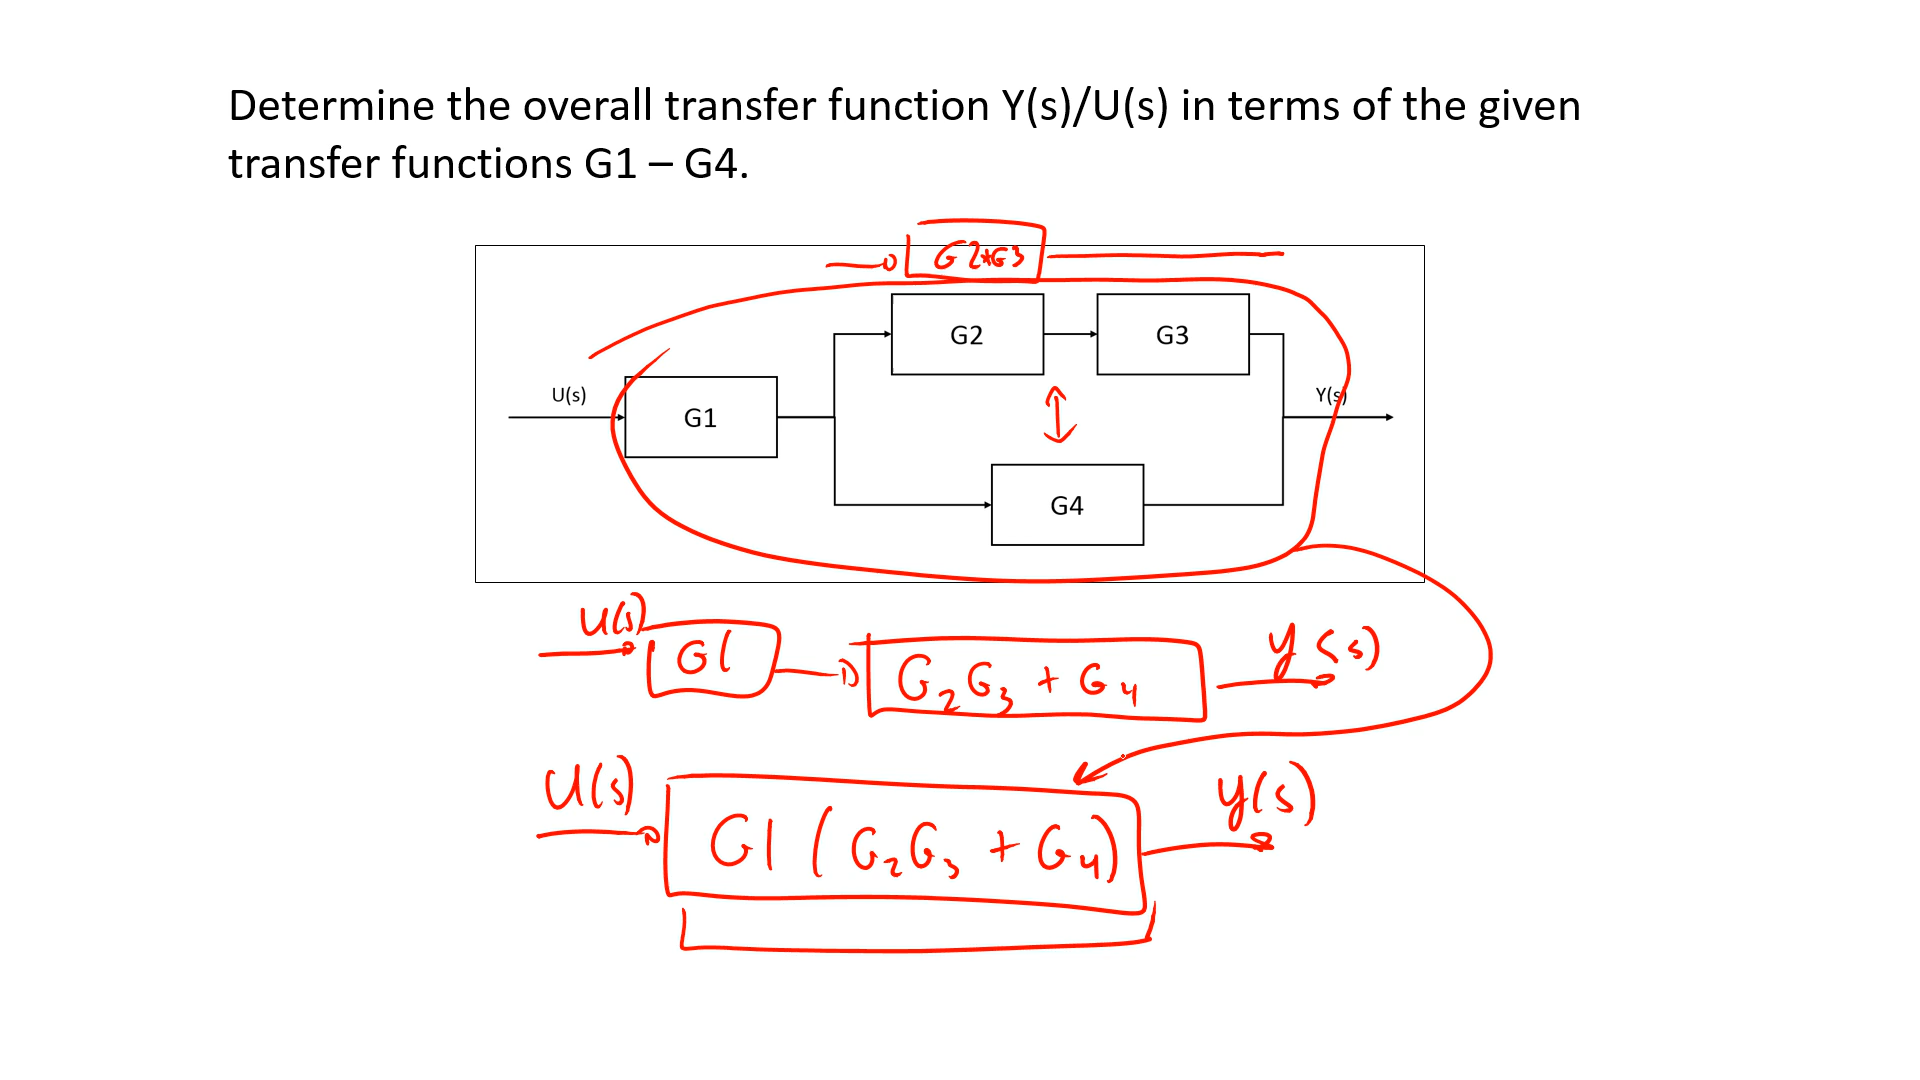 Determine the overall transfer function Y(s)/U(s) in terms of the given
transfer functions G1 – G4.
G2*G3
G2
G3
U(s)
G1
Y(s)
G4
U(s)
G1
G2G3 + G4
y(s)
U(s)
G1 (G2G3 + G4)
y(s)